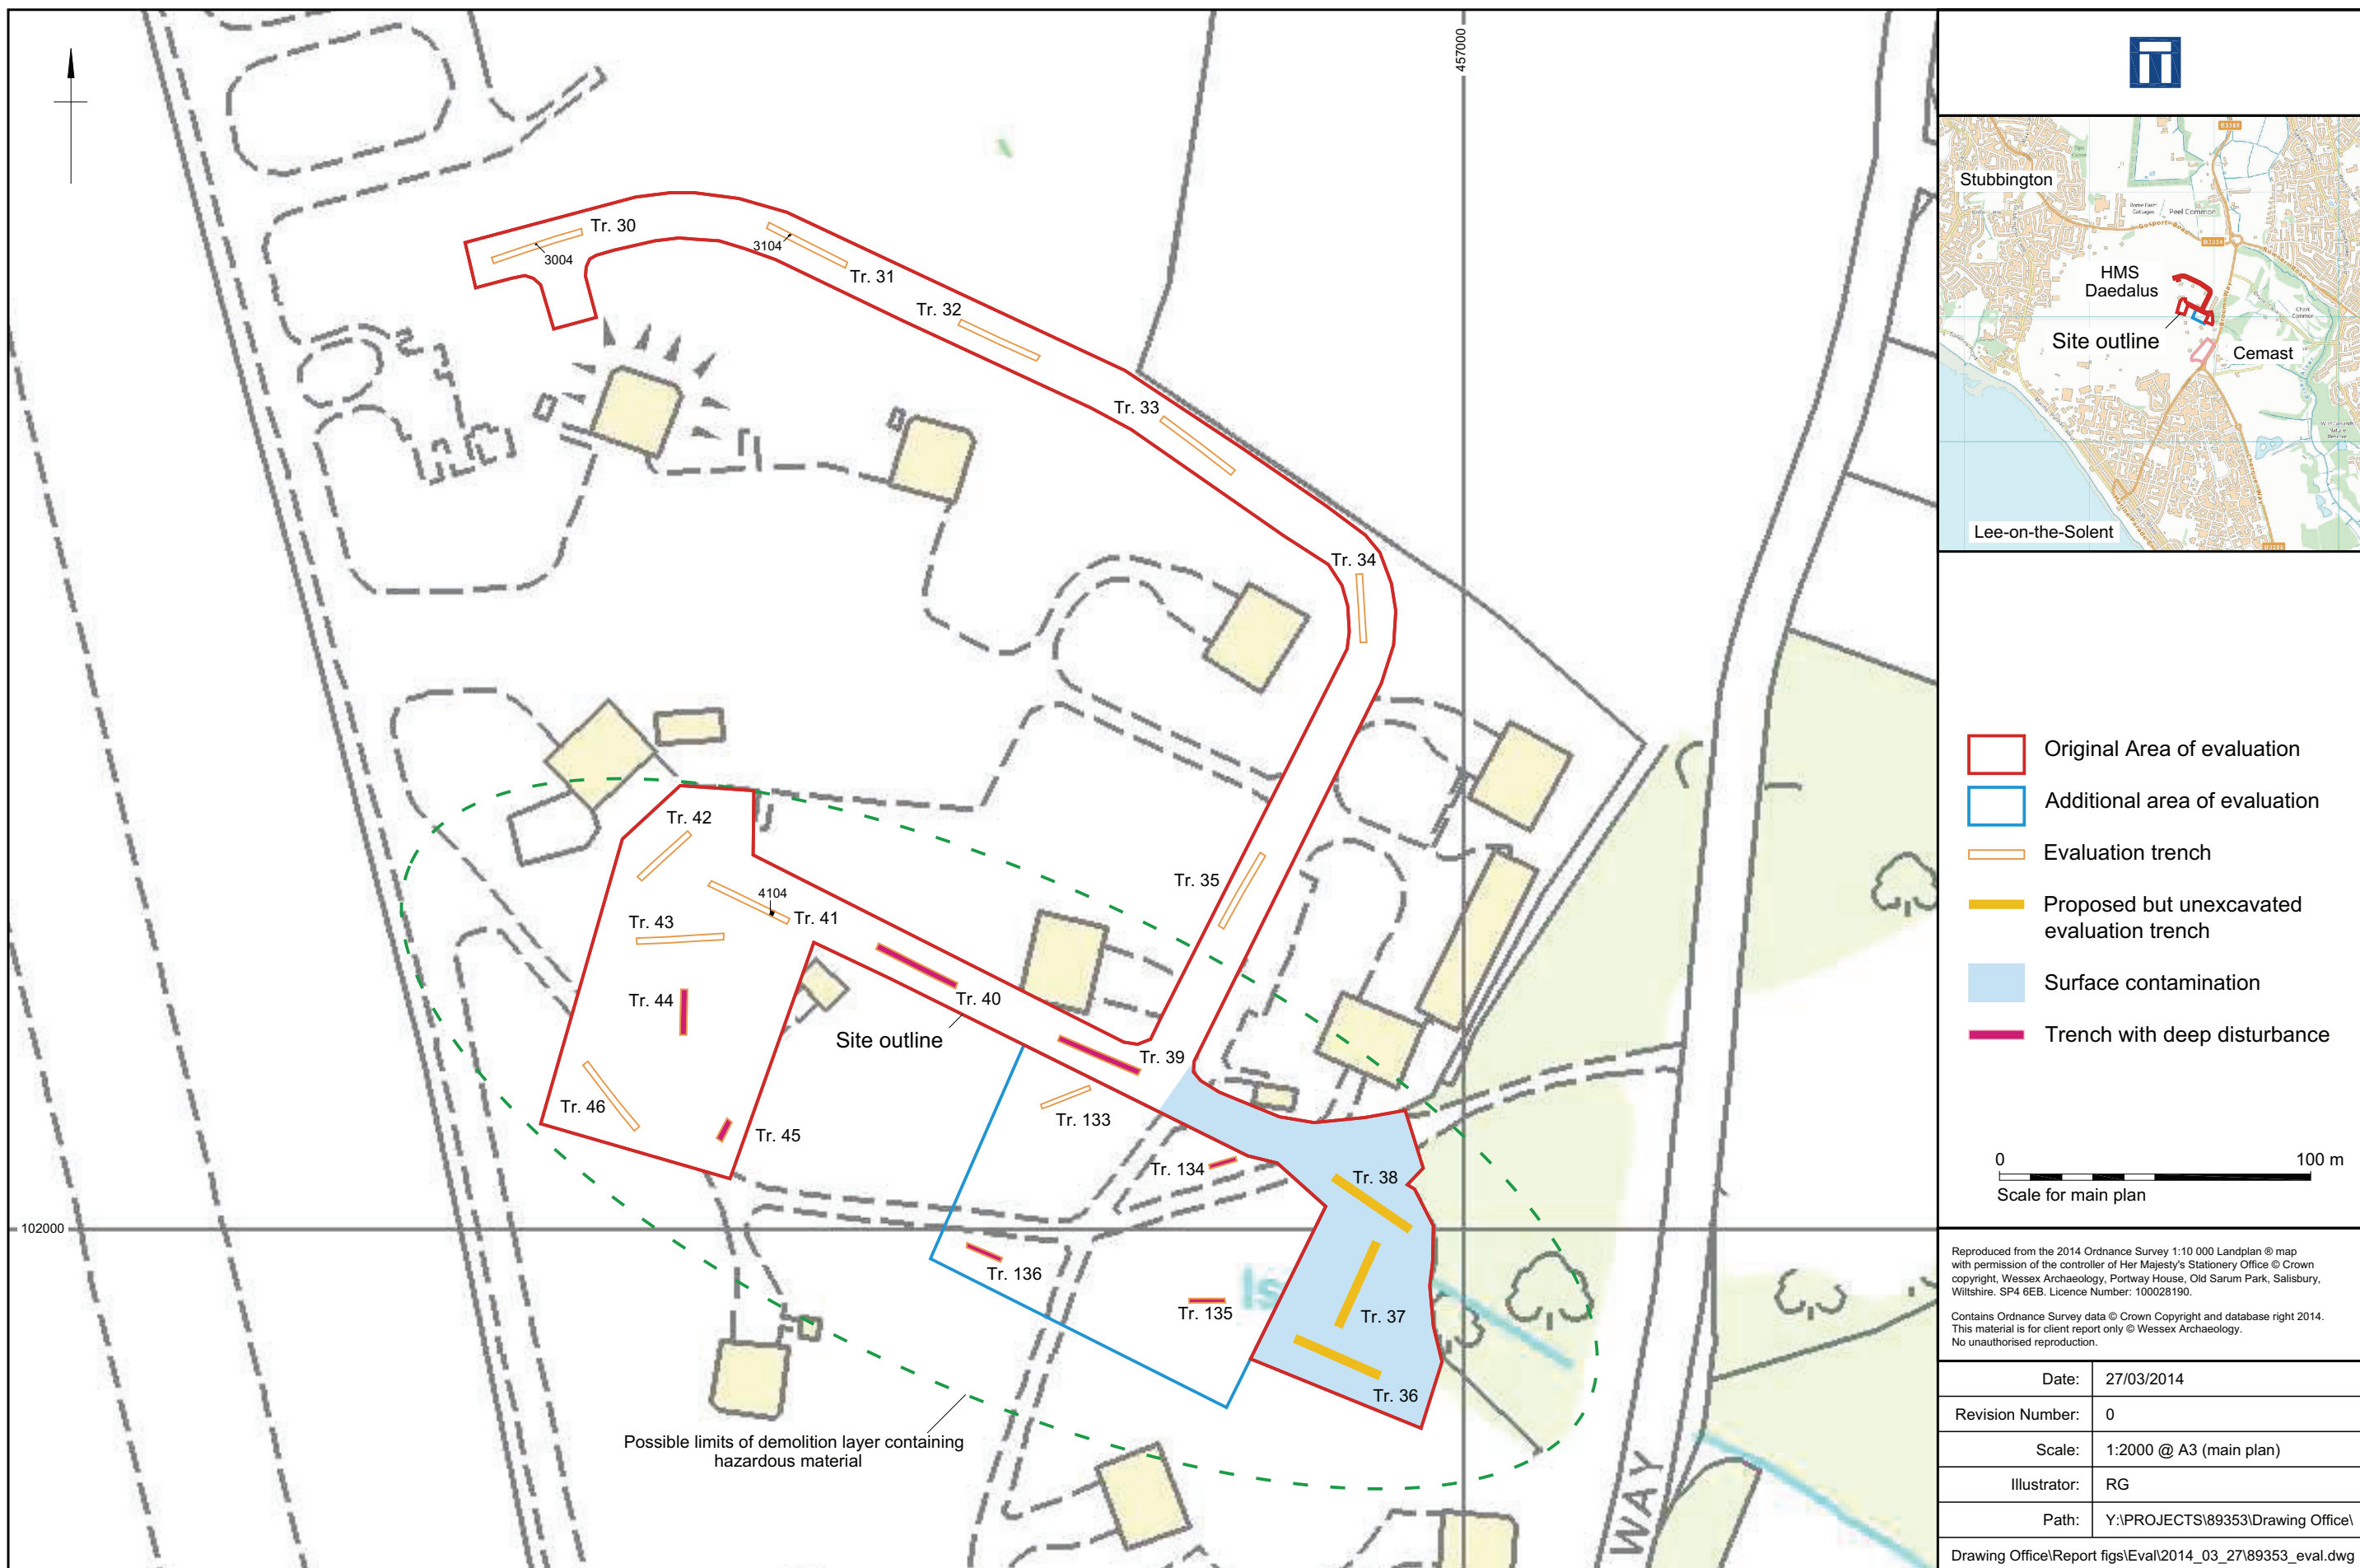 457000
102000
Tr. 30
3004
3104
Tr. 31
Tr. 32
Tr. 33
Tr. 34
Tr. 35
Tr. 42
4104
Tr. 41
Tr. 43
Tr. 44
Tr. 40
Site outline
Tr. 39
Tr. 46
Tr. 45
Tr. 133
Tr. 134
Tr. 38
Tr. 136
Tr. 135
Is
Tr. 37
Tr. 36
Possible limits of demolition layer containing
hazardous material
WAY
Stubbington
Peel Common
HMS
Daedalus
Site outline
Cemast
Lee-on-the-Solent
Original Area of evaluation
Additional area of evaluation
Evaluation trench
Proposed but unexcavated
evaluation trench
Surface contamination
Trench with deep disturbance
0 100 m
Scale for main plan
Reproduced from the 2014 Ordnance Survey 1:10 000 Landplan ® map
with permission of the controller of Her Majesty's Stationery Office © Crown
copyright, Wessex Archaeology, Portway House, Old Sarum Park, Salisbury,
Wiltshire. SP4 6EB. Licence Number: 100028190.
Contains Ordnance Survey data © Crown Copyright and database right 2014.
This material is for client report only © Wessex Archaeology.
No unauthorised reproduction.
Date: 27/03/2014
Revision Number: 0
Scale: 1:2000 @ A3 (main plan)
Illustrator: RG
Path: Y:\PROJECTS\89353\Drawing Office\
Drawing Office\Report figs\Eval\2014_03_27\89353_eval.dwg